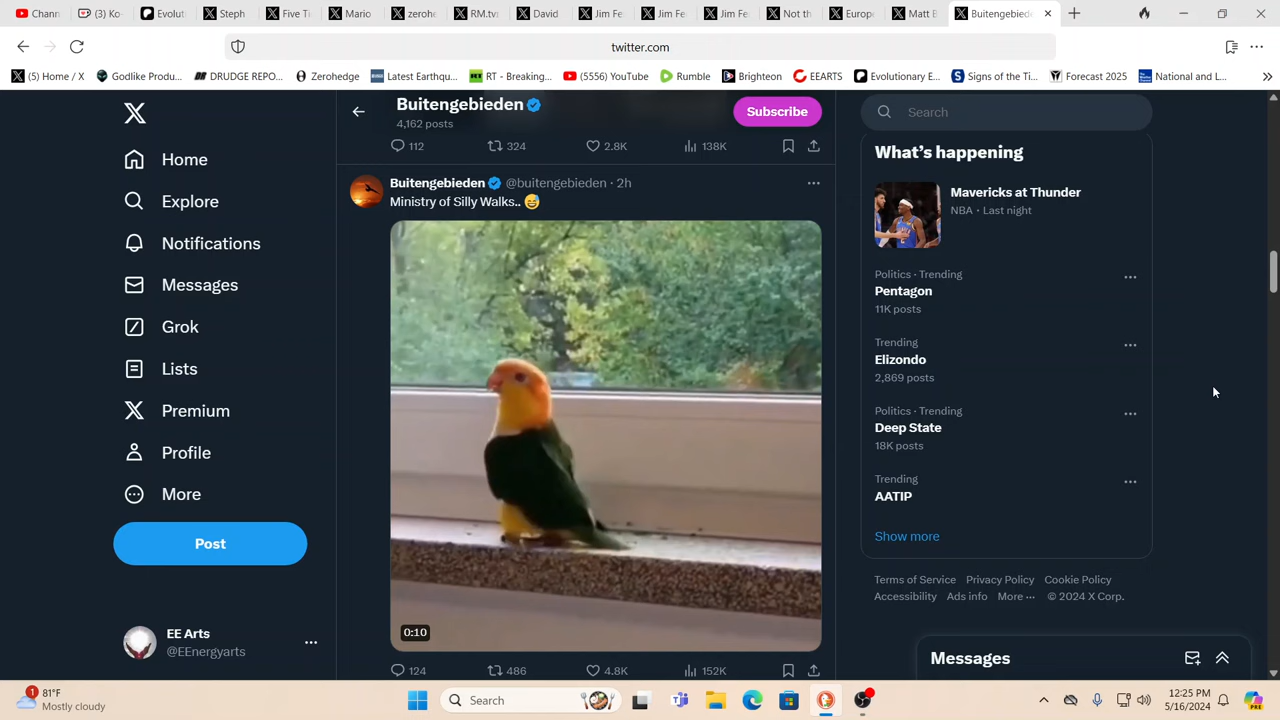 Chann
(3) Ko
Evolut
Steph
Five Ti
Mario
zerohe
RM.tv
David
Jim Fe
Jim Fe
Jim Fe
Not th
Europe
Matt B
Buitengebiede
twitter.com
(5) Home / X
Godlike Produ...
DRUDGE REPO...
Zerohedge
Latest Earthqu...
RT - Breaking...
(5556) YouTube
Rumble
Brighteon
EEARTS
Evolutionary E...
Signs of the Ti...
Forecast 2025
National and L...
Home
Explore
Notifications
Messages
Grok
Lists
Premium
Profile
More
Post
EE Arts
@EEnergyarts
Buitengebieden
4,162 posts
Subscribe
112 324 2.8K 138K
Buitengebieden @buitengebieden · 2h
Ministry of Silly Walks.. 😅
0:10
124 486 4.8K 152K
Search
What's happening
Mavericks at Thunder
NBA · Last night
Politics · Trending
Pentagon
11K posts
Trending
Elizondo
2,869 posts
Politics · Trending
Deep State
18K posts
Trending
AATIP
Show more
Terms of Service Privacy Policy Cookie Policy
Accessibility Ads info More ··· © 2024 X Corp.
Messages
1
81°F
Mostly cloudy
Search
12:25 PM
5/16/2024
PRE